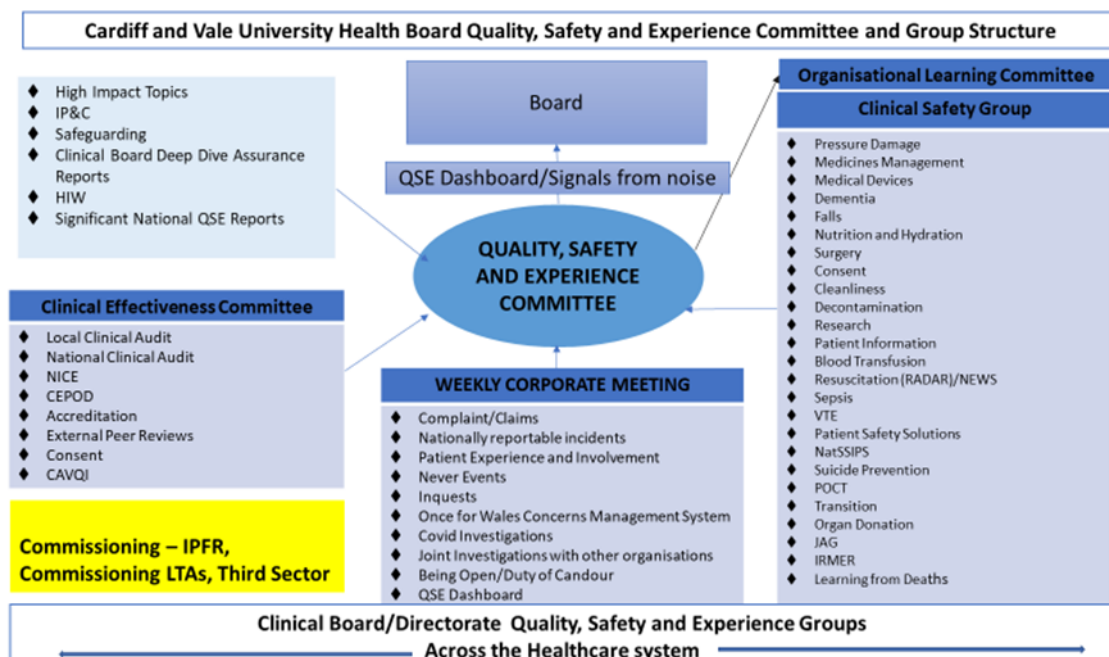 Cardiff and Vale University Health Board Quality, Safety and Experience Committee and Group Structure
High Impact Topics
IP&C
Safeguarding
Clinical Board Deep Dive Assurance
Reports
HIW
Significant National QSE Reports
Board
QSE Dashboard/Signals from noise
QUALITY, SAFETY
AND EXPERIENCE
COMMITTEE
Clinical Effectiveness Committee
Local Clinical Audit
National Clinical Audit
NICE
CEPOD
Accreditation
External Peer Reviews
Consent
CAVQI
Commissioning – IPFR,
Commissioning LTAs, Third Sector
WEEKLY CORPORATE MEETING
Complaint/Claims
Nationally reportable incidents
Patient Experience and Involvement
Never Events
Inquests
Once for Wales Concerns Management System
Covid Investigations
Joint Investigations with other organisations
Being Open/Duty of Candour
QSE Dashboard
Organisational Learning Committee
Clinical Safety Group
Pressure Damage
Medicines Management
Medical Devices
Dementia
Falls
Nutrition and Hydration
Surgery
Consent
Cleanliness
Decontamination
Research
Patient Information
Blood Transfusion
Resuscitation (RADAR)/NEWS
Sepsis
VTE
Patient Safety Solutions
NatSSIPS
Suicide Prevention
POCT
Transition
Organ Donation
JAG
IRMER
Learning from Deaths
Clinical Board/Directorate Quality, Safety and Experience Groups
Across the Healthcare system